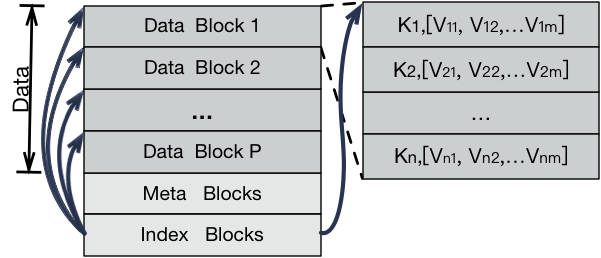 Data
Data Block 1
Data Block 2
...
Data Block P
Meta Blocks
Index Blocks
K1,[V11, V12,...V1m]
K2,[V21, V22,...V2m]
...
Kn,[Vn1, Vn2,...Vnm]